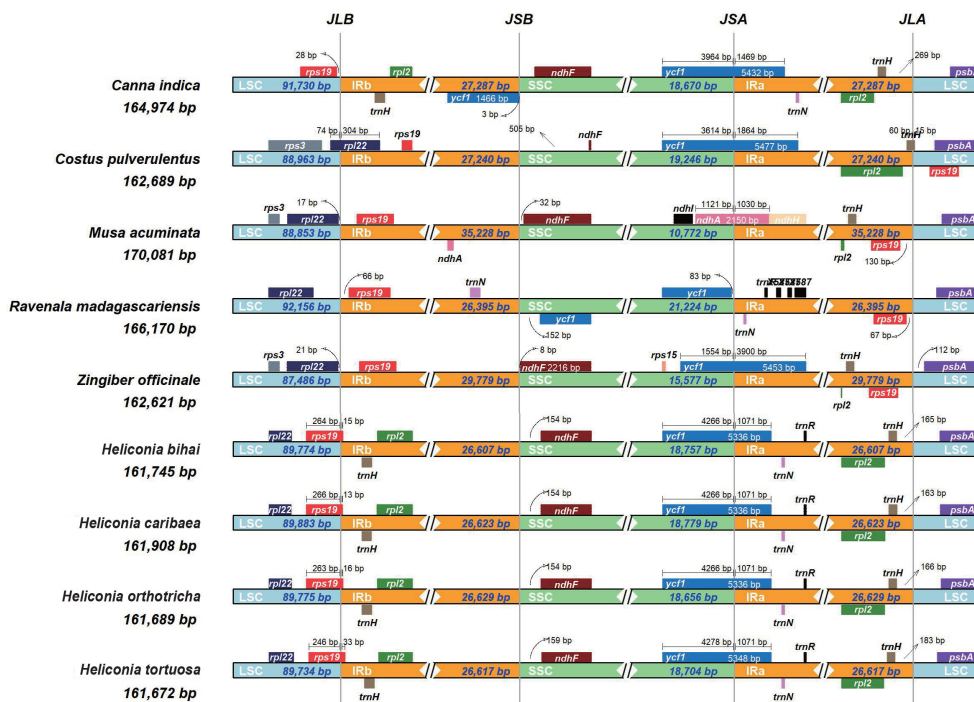 JLB JSB JSA JLA
28 bp 3964 bp 1469 bp trnH 269 bp
rps19 rpl2 ndhF ycf1 5432 bp psbA
Canna indica LSC 91,730 bp IRb 27,287 bp SSC 18,670 bp IRa 27,287 bp LSC
164,974 bp trnH ycf1 1466 bp trnN rpl2
3 bp
74 bp 304 bp rps19 505 bp ndhF 3614 bp 1864 bp 60 bp 15 bp
rps3 rpl22 ycf1 5477 bp trnH psbA
Costus pulverulentus LSC 88,963 bp IRb 27,240 bp SSC 19,246 bp IRa 27,240 bp LSC
162,689 bp rpl2 rps19
rps3 17 bp 32 bp ndhI 1121 bp 1030 bp trnH
rpl22 rps19 ndhF ndhA 2150 bp ndhH psbA
Musa acuminata LSC 88,853 bp IRb 35,228 bp SSC 10,772 bp IRa 35,228 bp LSC
170,081 bp ndhA rpl2 rps19
130 bp
66 bp trnN 83 bp
rpl22 rps19 ycf1 psbA
Ravenala madagascariensis LSC 92,156 bp IRb 26,395 bp SSC 21,224 bp IRa 26,395 bp LSC
166,170 bp ycf1 trnN rps19
152 bp 67 bp
rps3 21 bp 8 bp rps15 1554 bp 3900 bp trnH 112 bp
rpl22 rps19 ndhF 2216 bp ycf1 5453 bp psbA
Zingiber officinale LSC 87,486 bp IRb 29,779 bp SSC 15,577 bp IRa 29,779 bp LSC
162,621 bp rpl2 rps19
264 bp 15 bp 154 bp 4266 bp 1071 bp trnR trnH 165 bp
rpl22 rps19 rpl2 ndhF ycf1 5336 bp psbA
Heliconia bihai LSC 89,774 bp IRb 26,607 bp SSC 18,757 bp IRa 26,607 bp LSC
161,745 bp trnH trnN rpl2
266 bp 13 bp 154 bp 4266 bp 1071 bp trnR trnH 163 bp
rpl22 rps19 rpl2 ndhF ycf1 5336 bp psbA
Heliconia caribaea LSC 89,883 bp IRb 26,623 bp SSC 18,779 bp IRa 26,623 bp LSC
161,908 bp trnH trnN rpl2
263 bp 16 bp 154 bp 4266 bp 1071 bp trnR trnH 166 bp
rpl22 rps19 rpl2 ndhF ycf1 5336 bp psbA
Heliconia orthotricha LSC 89,775 bp IRb 26,629 bp SSC 18,656 bp IRa 26,629 bp LSC
161,689 bp trnH trnN rpl2
246 bp 33 bp 159 bp 4278 bp 1071 bp trnR trnH 183 bp
rpl22 rps19 rpl2 ndhF ycf1 5348 bp psbA
Heliconia tortuosa LSC 89,734 bp IRb 26,617 bp SSC 18,704 bp IRa 26,617 bp LSC
161,672 bp trnH trnN rpl2